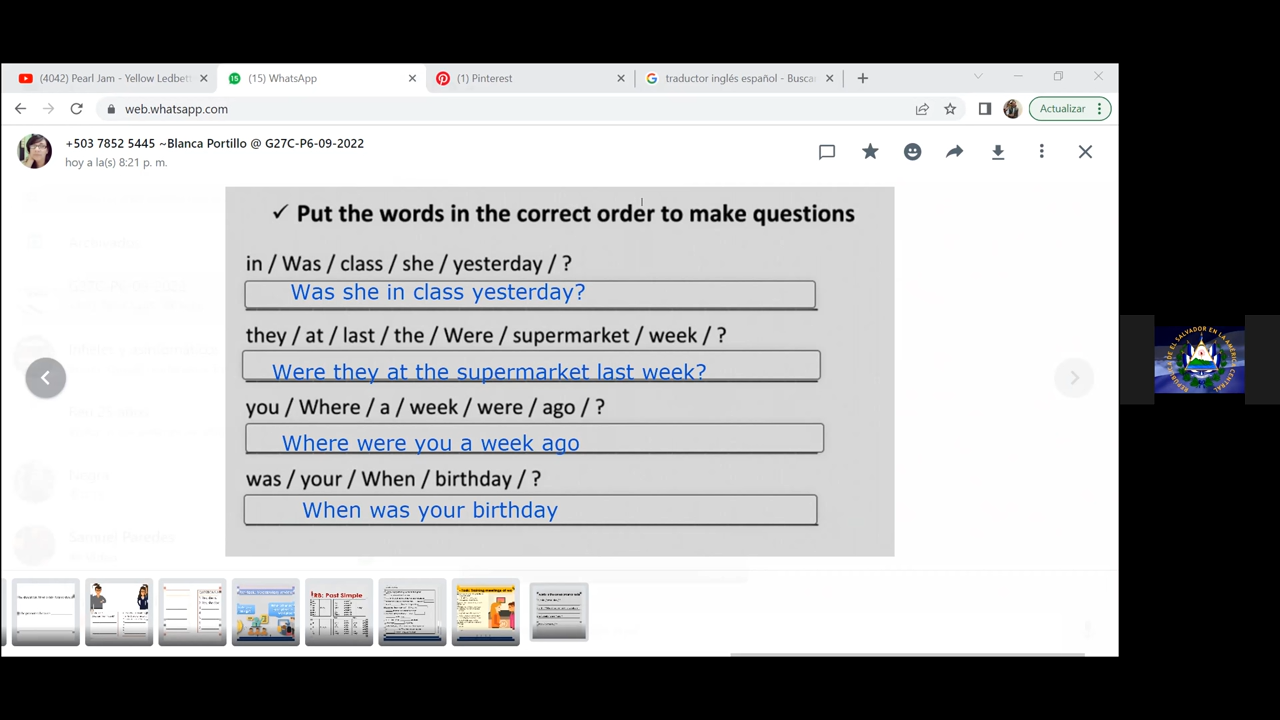 (4042) Pearl Jam - Yellow Ledbett
(15) WhatsApp
(1) Pinterest
traductor inglés español - Busca
web.whatsapp.com
Actualizar
+503 7852 5445 ~Blanca Portillo @ G27C-P6-09-2022
hoy a la(s) 8:21 p. m.
✓ Put the words in the correct order to make questions
in / Was / class / she / yesterday / ?
Was she in class yesterday?
they / at / last / the / Were / supermarket / week / ?
Were they at the supermarket last week?
you / Where / a / week / were / ago / ?
Where were you a week ago
was / your / When / birthday / ?
When was your birthday